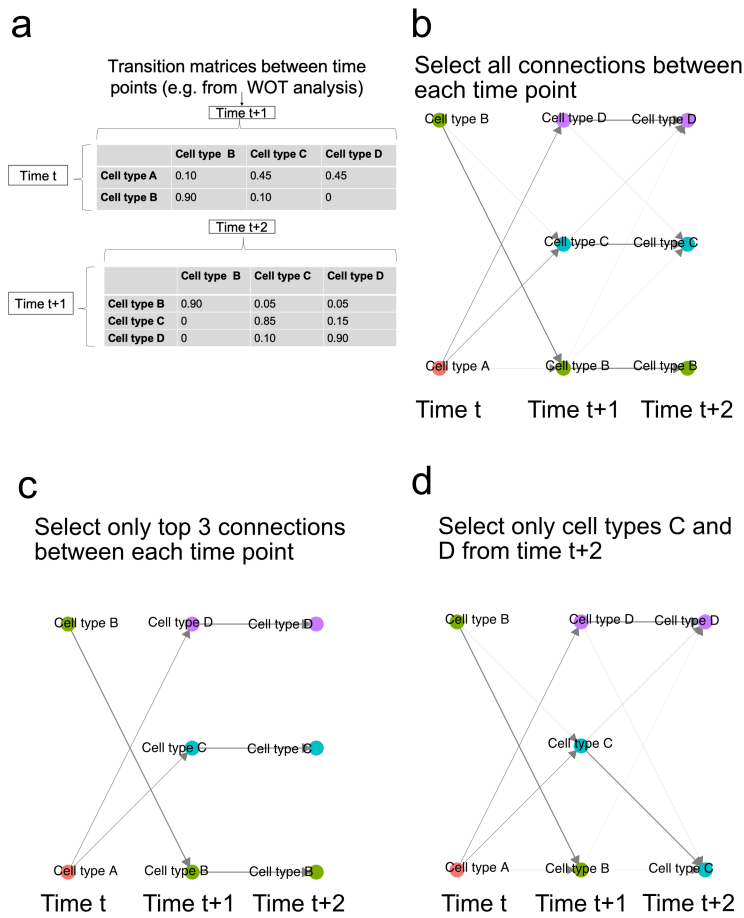 a
Transition matrices between time
points (e.g. from WOT analysis)
Time t+1
Cell type B Cell type C Cell type D
Time t
Cell type A 0.10 0.45 0.45
Cell type B 0.90 0.10 0
Time t+2
Cell type B Cell type C Cell type D
Time t+1
Cell type B 0.90 0.05 0.05
Cell type C 0 0.85 0.15
Cell type D 0 0.10 0.90
b
Select all connections between
each time point
Cell type B Cell type D Cell type D
Cell type C Cell type C
Cell type A Cell type B Cell type B
Time t Time t+1 Time t+2
c
Select only top 3 connections
between each time point
Cell type B Cell type D Cell type D
Cell type C Cell type C
Cell type A Cell type B Cell type B
Time t Time t+1 Time t+2
d
Select only cell types C and
D from time t+2
Cell type B Cell type D Cell type D
Cell type C
Cell type A Cell type B Cell type C
Time t Time t+1 Time t+2